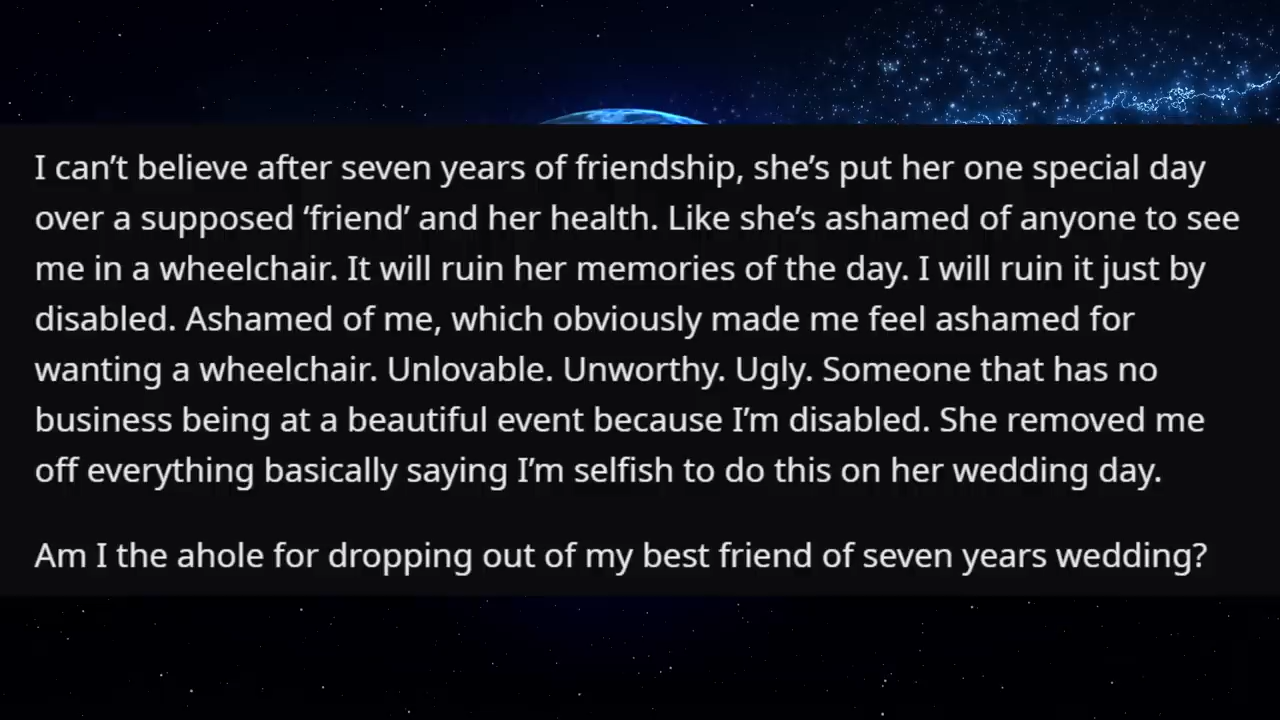 I can’t believe after seven years of friendship, she’s put her one special day
over a supposed ‘friend’ and her health. Like she’s ashamed of anyone to see
me in a wheelchair. It will ruin her memories of the day. I will ruin it just by
disabled. Ashamed of me, which obviously made me feel ashamed for
wanting a wheelchair. Unlovable. Unworthy. Ugly. Someone that has no
business being at a beautiful event because I’m disabled. She removed me
off everything basically saying I’m selfish to do this on her wedding day.
Am I the ahole for dropping out of my best friend of seven years wedding?